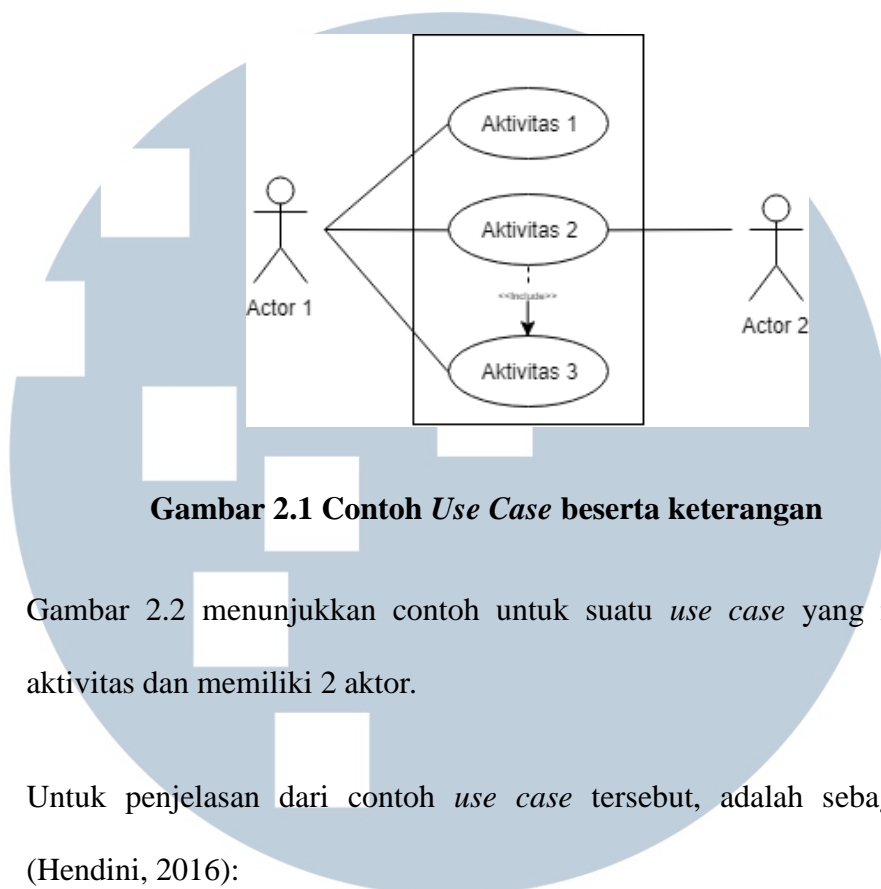 Aktivitas 1
Aktivitas 2
<<Include>>
Actor 1
Actor 2
Aktivitas 3
Gambar 2.1 Contoh Use Case beserta keterangan
Gambar 2.2 menunjukkan contoh untuk suatu use case yang
aktivitas dan memiliki 2 aktor.
Untuk penjelasan dari contoh use case tersebut, adalah
(Hendini, 2016):